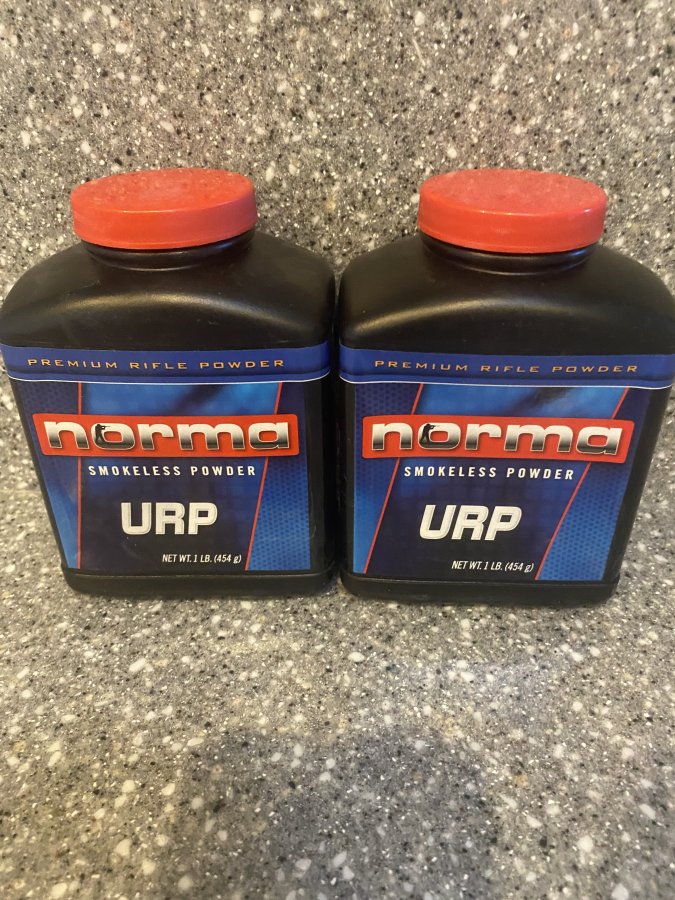 PREMIUM RIFLE POWDER
norma
SMOKELESS POWDER
URP
NET WT. 1 LB. (454 g)
PREMIUM RIFLE POWDER
norma
SMOKELESS POWDER
URP
NET WT. 1 LB. (454 g)